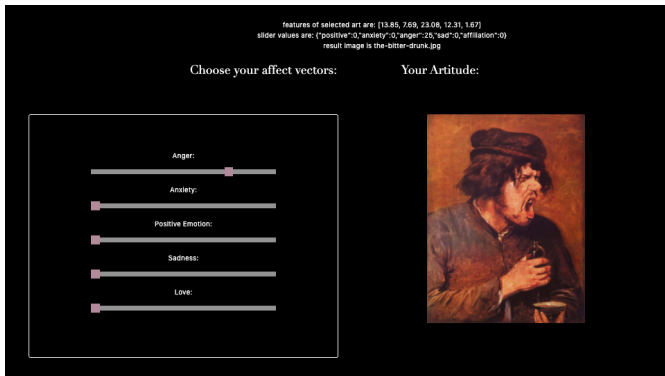 features of selected art are: [13.85, 7.69, 23.08, 12.31, 1.67]
slider values are: {"positive":0,"anxiety":0,"anger":25,"sad":0,"affiliation":0}
result image is the-bitter-drunk.jpg
Choose your affect vectors:
Your Artitude:
Anger:
Anxiety:
Positive Emotion:
Sadness:
Love: